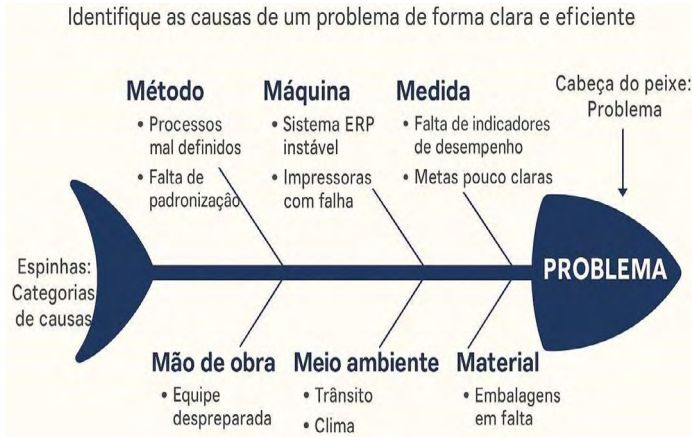 Identifique as causas de um problema de forma clara e eficiente
Método
• Processos
mal definidos
• Falta de
padronização
Máquina
• Sistema ERP
instável
• Impressoras
com falha
Medida
• Falta de indicadores
de desempenho
• Metas pouco claras
Cabeça do peixe:
Problema
Espinhas:
Categorias
de causas
PROBLEMA
Mão de obra
• Equipe
despreparada
Meio ambiente
• Trânsito
• Clima
Material
• Embalagens
em falta